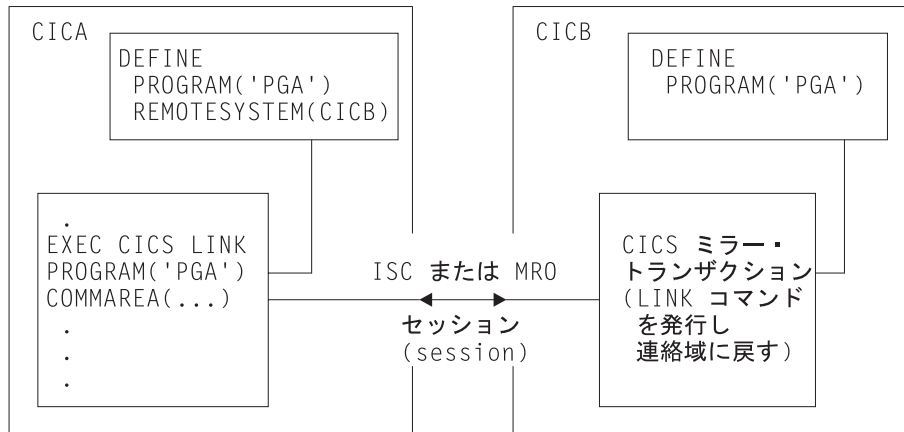 CICA
DEFINE
PROGRAM('PGA')
REMOTESYSTEM(CICB)
.
EXEC CICS LINK
PROGRAM('PGA')
COMMAREA(...)
.
.
.
ISC または MRO
セッション
(session)
CICB
DEFINE
PROGRAM('PGA')
CICS ミラー・
トランザクション
(LINK コマンド
を発行し
連絡域に戻す)